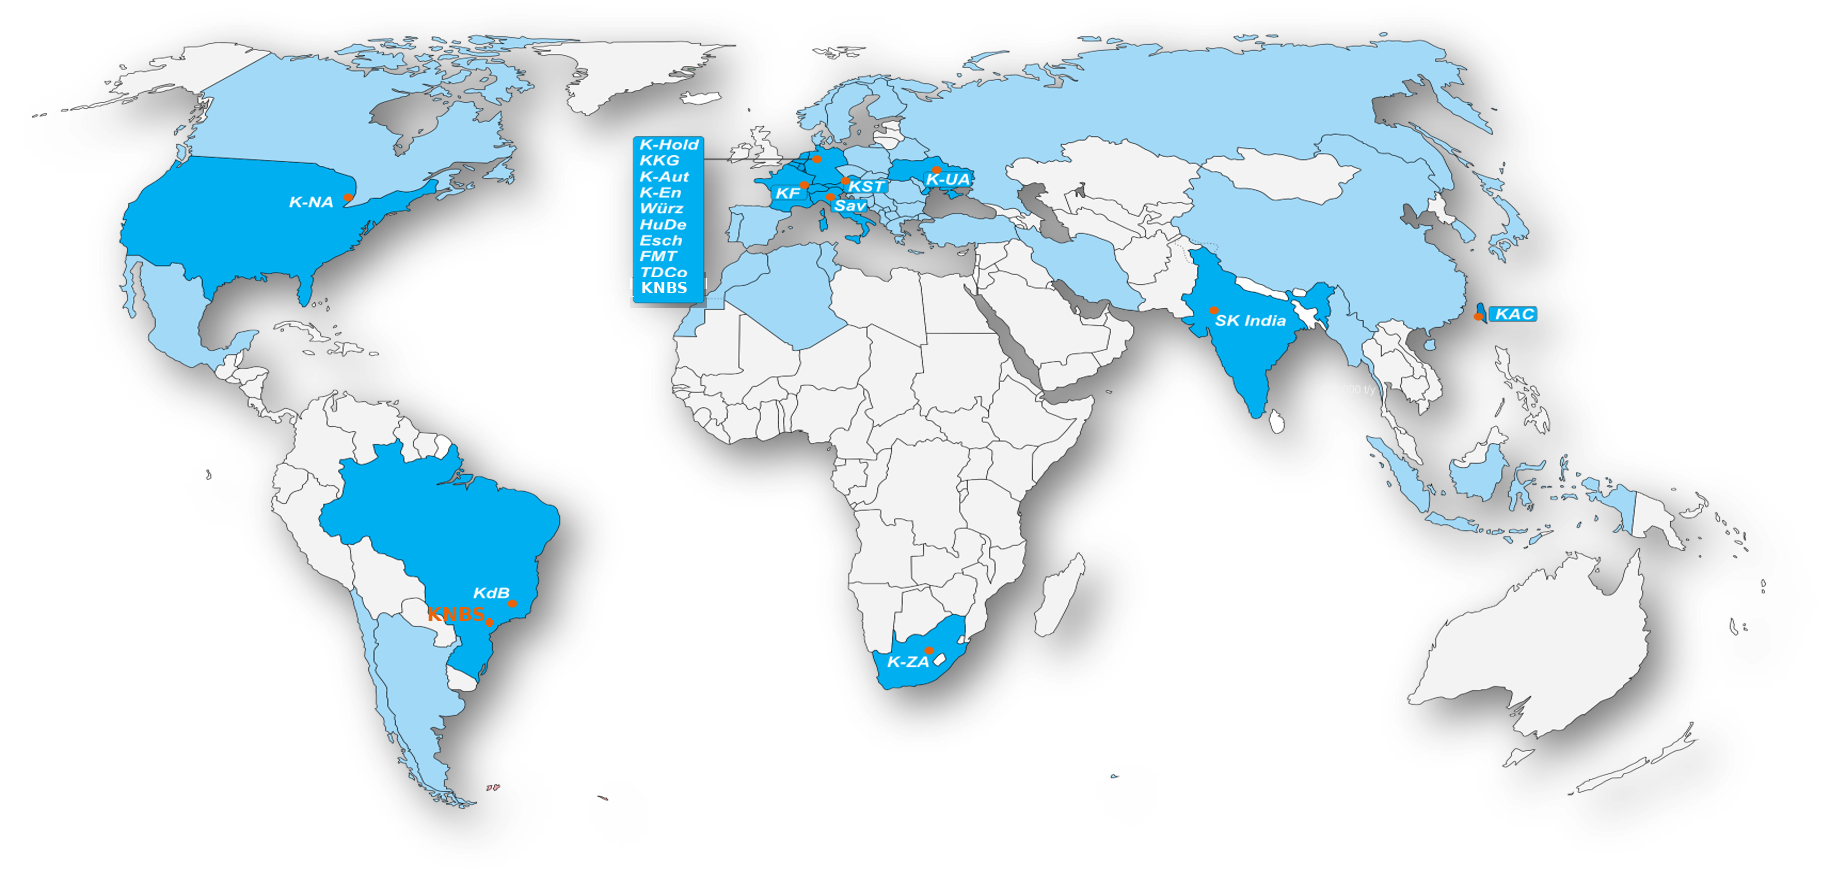 K-Hold
KKG
K-Aut
K-En
Würz
HuDe
Esch
FMT
TDCo
KNBS
K-NA
KF
KST
Sav
K-UA
SK India
KAC
KdB
KNBS
K-ZA